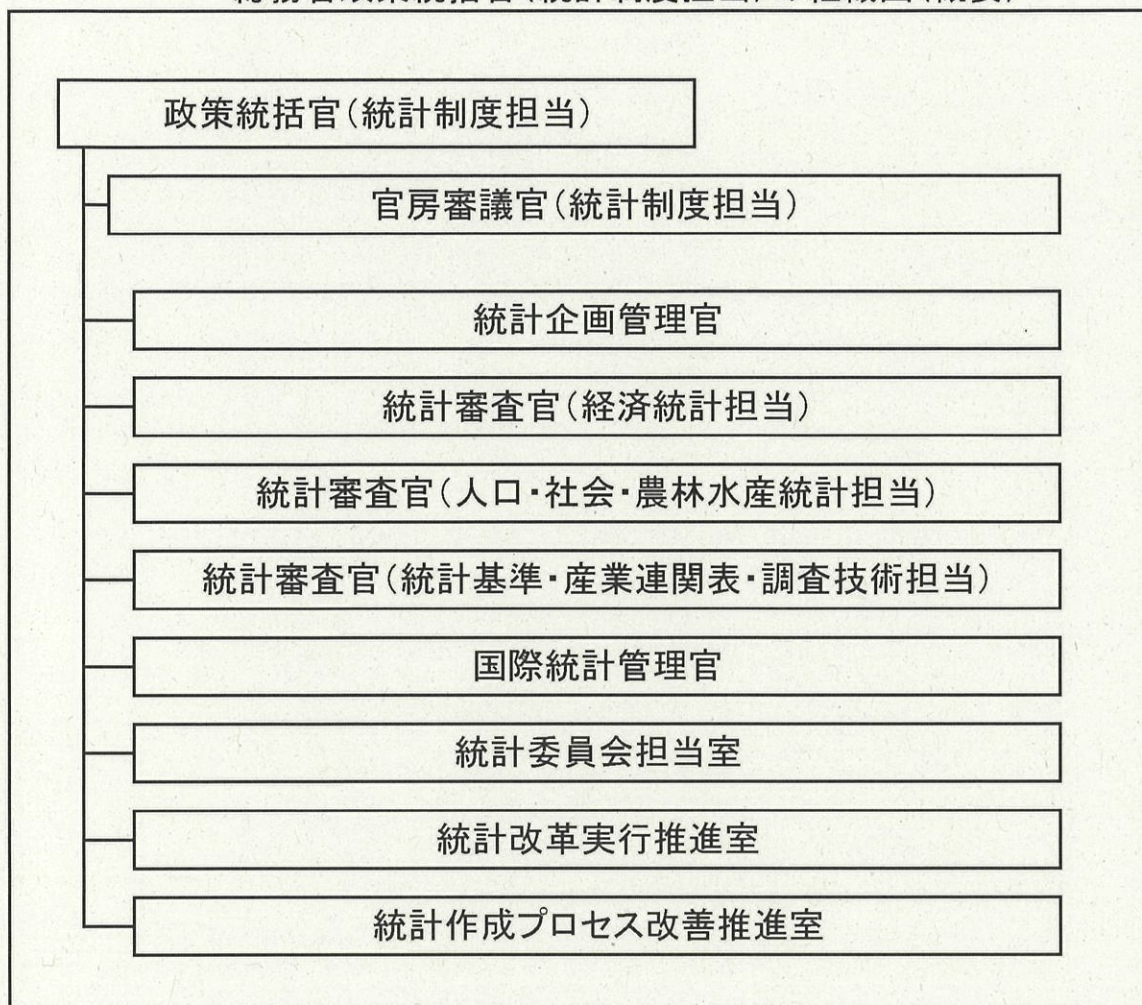 政策統括官(統計制度担当)
官房審議官(統計制度担当)
統計企画管理官
統計審査官(経済統計担当)
統計審査官(人口・社会・農林水産統計担当)
統計審査官(統計基準・産業連関表・調査技術担当)
国際統計管理官
統計委員会担当室
統計改革実行推進室
統計作成プロセス改善推進室